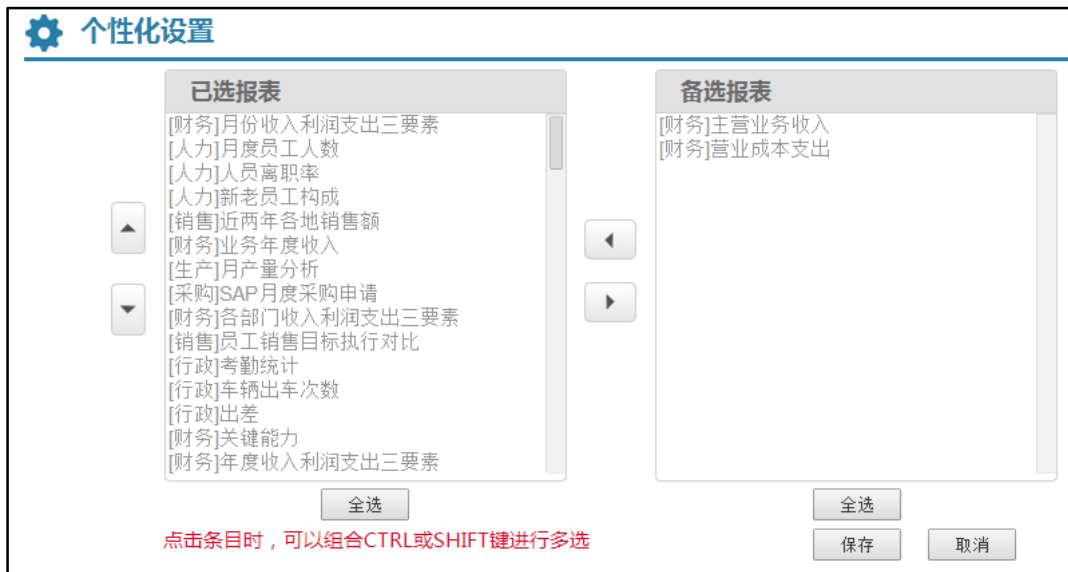 个性化设置
已选报表
[财务]月份收入利润支出三要素
[人力]月度员工人数
[人力]人员离职率
[人力]新老员工构成
[销售]近两年各地销售额
[财务]业务年度收入
[生产]月产量分析
[采购]SAP月度采购申请
[财务]各部门收入利润支出三要素
[销售]员工销售目标执行对比
[行政]考勤统计
[行政]车辆出车次数
[行政]出差
[财务]关键能力
[财务]年度收入利润支出三要素
全选
点击条目时，可以组合CTRL或SHIFT键进行多选
备选报表
[财务]主营业务收入
[财务]营业成本支出
全选
保存
取消